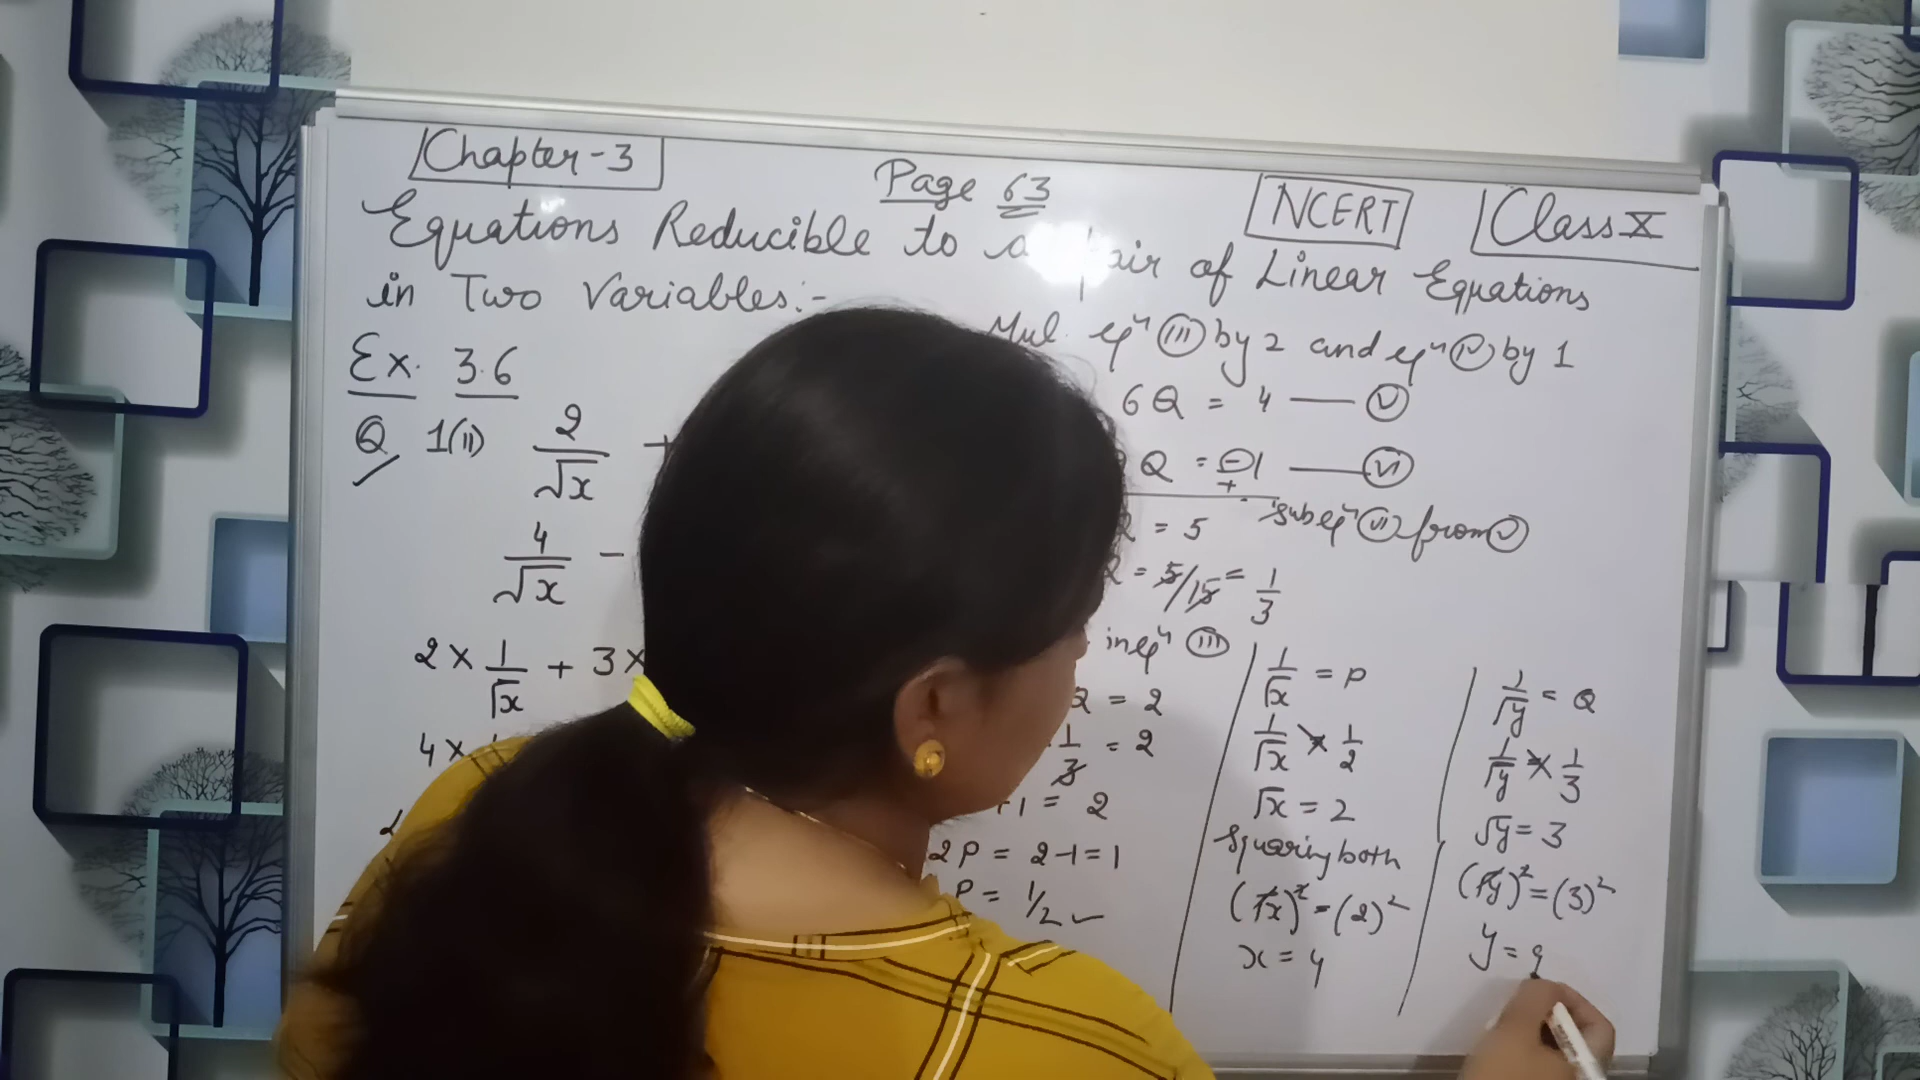 Chapter-3
Page 63
NCERT
Class X
Equations Reducible to a pair of Linear Equations
in Two Variables:-
Ex. 3.6
Q 1(ii) 2/√x +
4/√x -
2 × 1/√x + 3 ×
4 ×
Mul. eqⁿ (III) by 2 and eqⁿ (IV) by 1
6Q = 4 —— (V)
Q = -1 —— (VI)
+
= 5 Sub eqⁿ (VI) from (V)
= 5/15 = 1/3
in eqⁿ (III)
= 2
1/3 = 2
+1 = 2
2P = 2-1 = 1
P = 1/2 ✓
1/√x = P
1/√x × 1/2
√x = 2
Squaring both
(√x)² = (2)²
x = 4
1/√y = Q
1/√y × 1/3
√y = 3
(√y)² = (3)²
y = 9